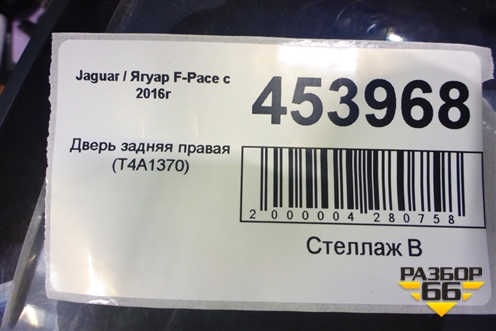 Jaguar / Ягуар F-Pace с
2016г
453968
Дверь задняя правая
(T4A1370)
2000004280758
Стеллаж В
РАЗБОР
66